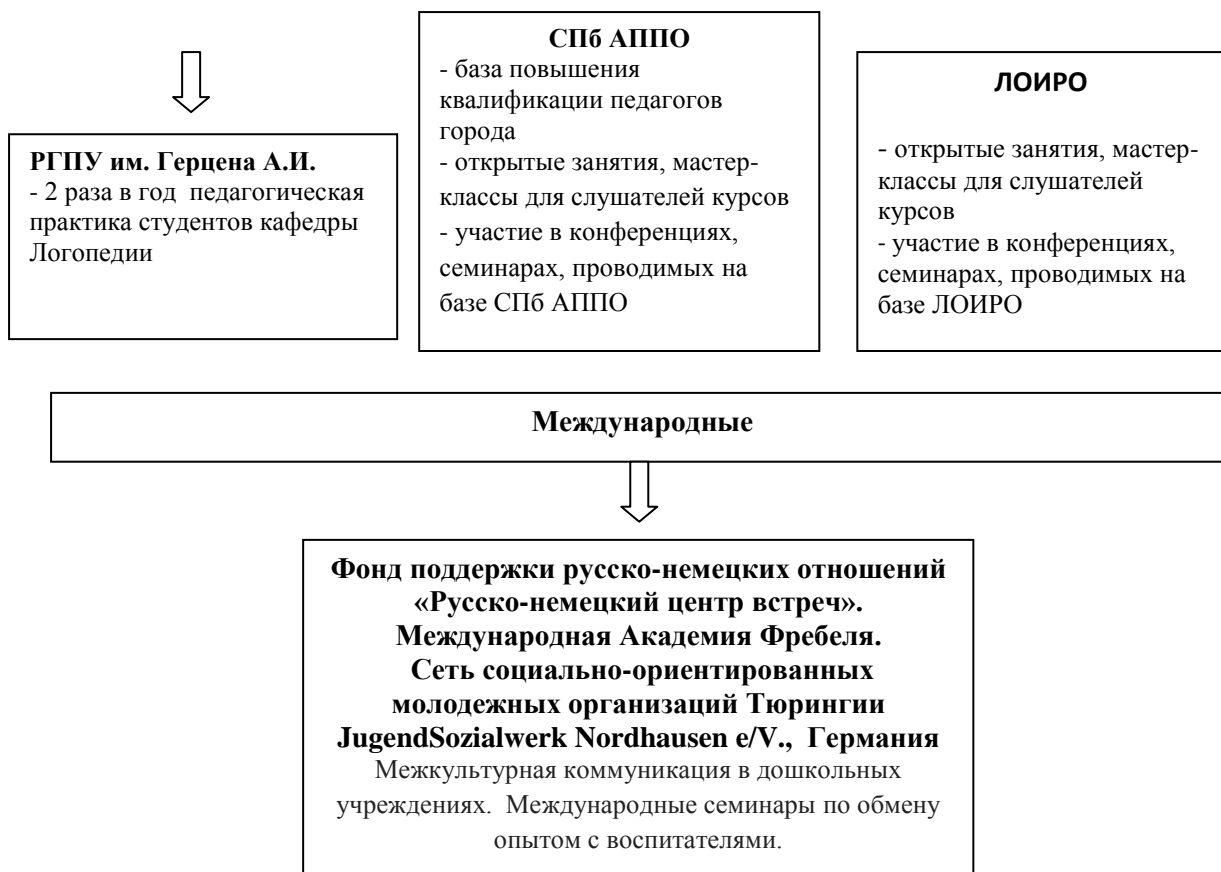 РГПУ им. Герцена А.И.
- 2 раза в год  педагогическая
практика студентов кафедры
Логопедии
СПб АППО
- база повышения
квалификации педагогов
города
- открытые занятия, мастер-
классы для слушателей курсов
- участие в конференциях,
семинарах, проводимых на
базе СПб АППО
ЛОИРО
- открытые занятия, мастер-
классы для слушателей
курсов
- участие в конференциях,
семинарах, проводимых на
базе ЛОИРО
Международные
Фонд поддержки русско-немецких отношений
«Русско-немецкий центр встреч».
Международная Академия Фребеля.
Сеть социально-ориентированных
молодежных организаций Тюрингии
JugendSozialwerk Nordhausen e/V.,  Германия
Межкультурная коммуникация в дошкольных
учреждениях.  Международные семинары по обмену
опытом с воспитателями.